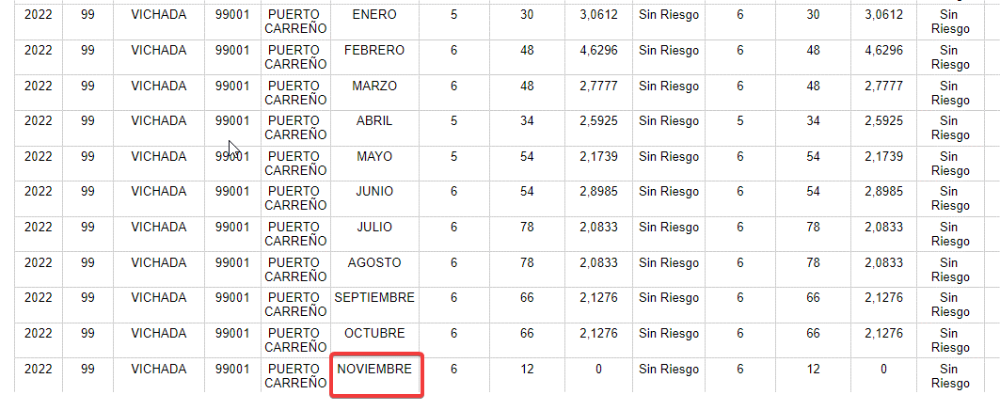 Riesgo
2022 99 VICHADA 99001 PUERTO CARREÑO ENERO 5 30 3,0612 Sin Riesgo 6 30 3,0612 Sin Riesgo
2022 99 VICHADA 99001 PUERTO CARREÑO FEBRERO 6 48 4,6296 Sin Riesgo 6 48 4,6296 Sin Riesgo
2022 99 VICHADA 99001 PUERTO CARREÑO MARZO 6 48 2,7777 Sin Riesgo 6 48 2,7777 Sin Riesgo
2022 99 VICHADA 99001 PUERTO CARREÑO ABRIL 5 34 2,5925 Sin Riesgo 5 34 2,5925 Sin Riesgo
2022 99 VICHADA 99001 PUERTO CARREÑO MAYO 5 54 2,1739 Sin Riesgo 6 54 2,1739 Sin Riesgo
2022 99 VICHADA 99001 PUERTO CARREÑO JUNIO 6 54 2,8985 Sin Riesgo 6 54 2,8985 Sin Riesgo
2022 99 VICHADA 99001 PUERTO CARREÑO JULIO 6 78 2,0833 Sin Riesgo 6 78 2,0833 Sin Riesgo
2022 99 VICHADA 99001 PUERTO CARREÑO AGOSTO 6 78 2,0833 Sin Riesgo 6 78 2,0833 Sin Riesgo
2022 99 VICHADA 99001 PUERTO CARREÑO SEPTIEMBRE 6 66 2,1276 Sin Riesgo 6 66 2,1276 Sin Riesgo
2022 99 VICHADA 99001 PUERTO CARREÑO OCTUBRE 6 66 2,1276 Sin Riesgo 6 66 2,1276 Sin Riesgo
2022 99 VICHADA 99001 PUERTO CARREÑO NOVIEMBRE 6 12 0 Sin Riesgo 6 12 0 Sin Riesgo